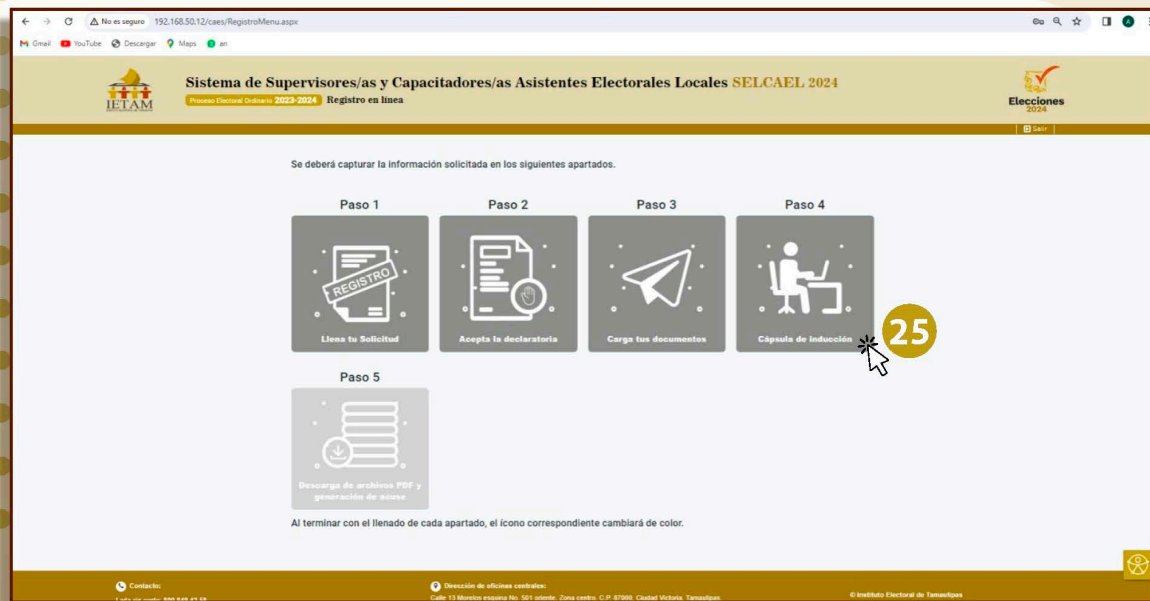 No es seguro 192.168.50.12/caes/RegistroMenu.aspx
Gmail YouTube Descargar Maps an
IETAM
Sistema de Supervisores/as y Capacitadores/as Asistentes Electorales Locales SELCAEL 2024
Proceso Electoral Ordinario 2023-2024 Registro en línea
Elecciones
2024
Salir
Se deberá capturar la información solicitada en los siguientes apartados.
Paso 1
Paso 2
Paso 3
Paso 4
REGISTRO
Llena tu Solicitud
Acepta la declaratoria
Carga tus documentos
Cápsula de inducción
25
Paso 5
Descarga de archivos PDF y
generación de acuse
Al terminar con el llenado de cada apartado, el ícono correspondiente cambiará de color.
Contacto:
Dirección de oficinas centrales:
Calle 13 Morelos esquina No. 501 oriente. Zona centro. C.P. 87000. Ciudad Victoria, Tamaulipas.
© Instituto Electoral de Tamaulipas